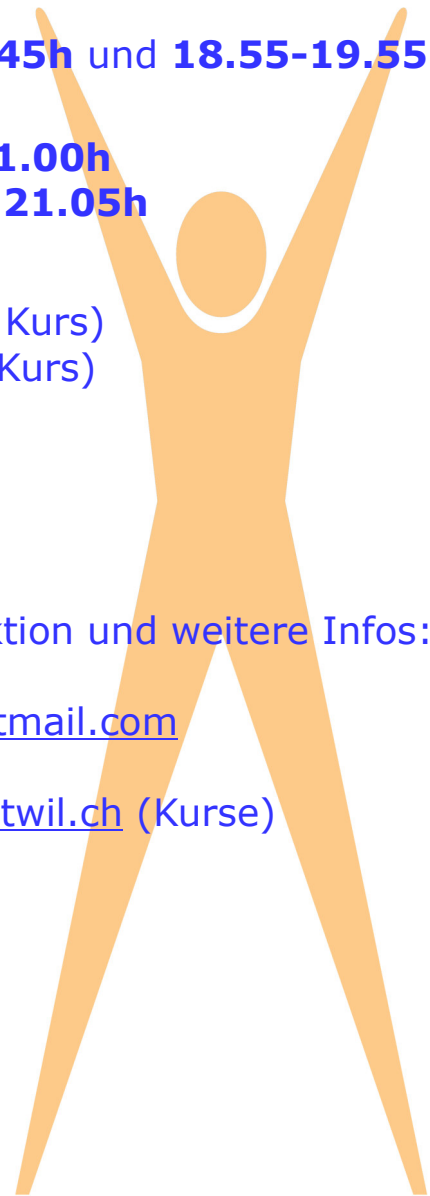 45h und 18.55-19.55
1.00h
21.05h
Kurs)
Kurs)
ktion und weitere Infos:
tmail.com
twil.ch (Kurse)